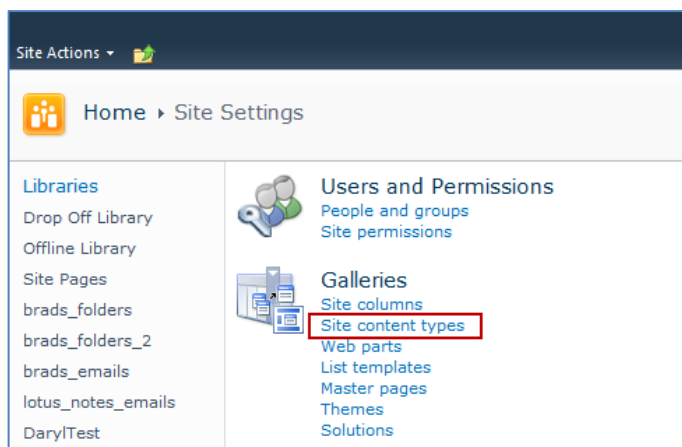 Site Actions
Home Site Settings
Libraries
Drop Off Library
Offline Library
Site Pages
brads_folders
brads_folders_2
brads_emails
lotus_notes_emails
DarylTest
Users and Permissions
People and groups
Site permissions
Galleries
Site columns
Site content types
Web parts
List templates
Master pages
Themes
Solutions